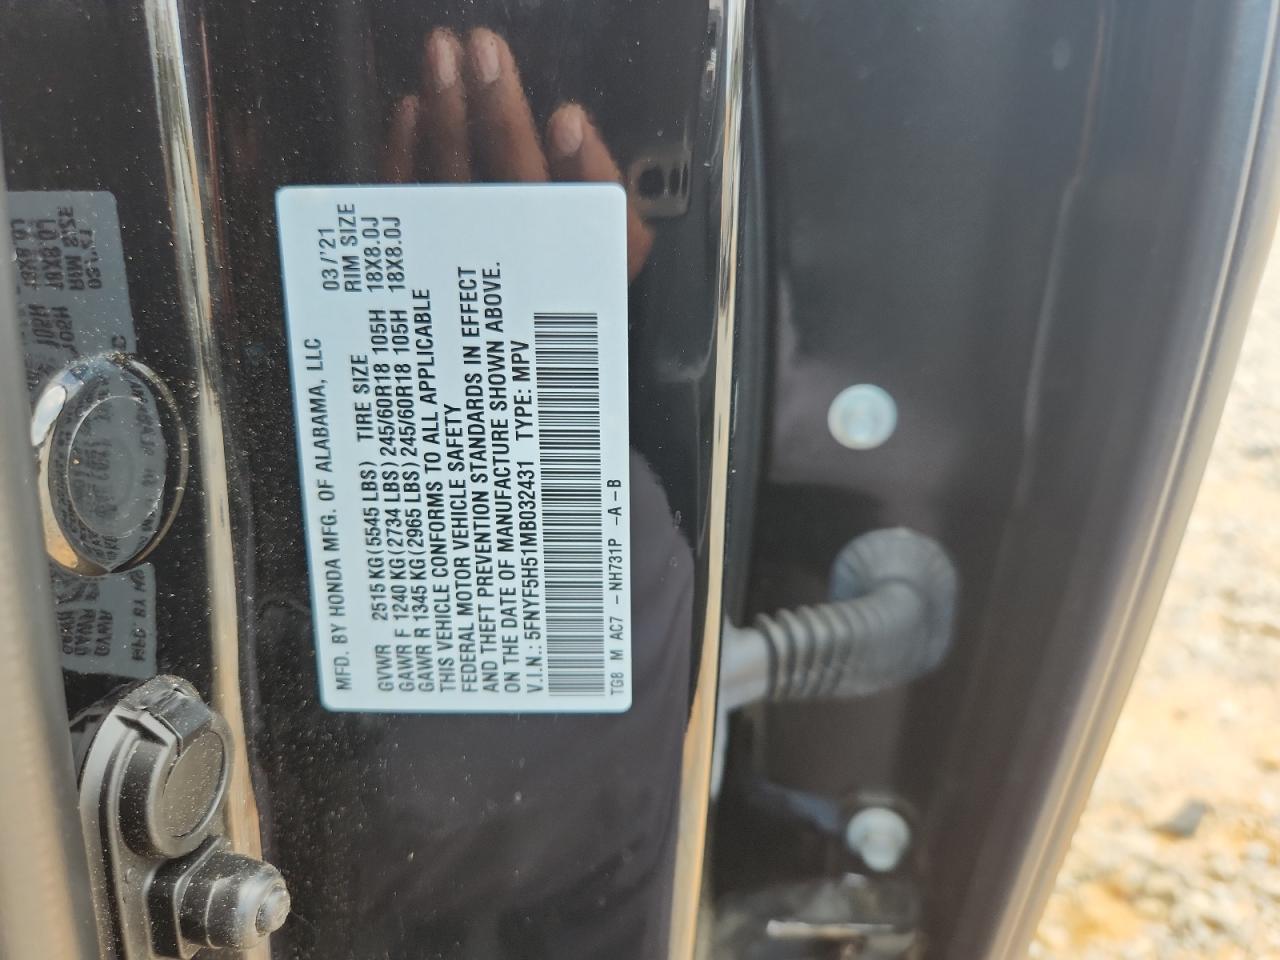 MFD. BY HONDA MFG. OF ALABAMA, LLC 03/'21
TIRE SIZE RIM SIZE
GVWR 2515 KG(5545 LBS)
GAWR F 1240 KG(2734 LBS) 245/60R18 105H 18X8.0J
GAWR R 1345 KG(2965 LBS) 245/60R18 105H 18X8.0J
THIS VEHICLE CONFORMS TO ALL APPLICABLE
FEDERAL MOTOR VEHICLE SAFETY
AND THEFT PREVENTION STANDARDS IN EFFECT
ON THE DATE OF MANUFACTURE SHOWN ABOVE.
V.I.N.: 5FNYF5H51MB032431 TYPE: MPV
TG8 M AC7 - NH731P -A-B